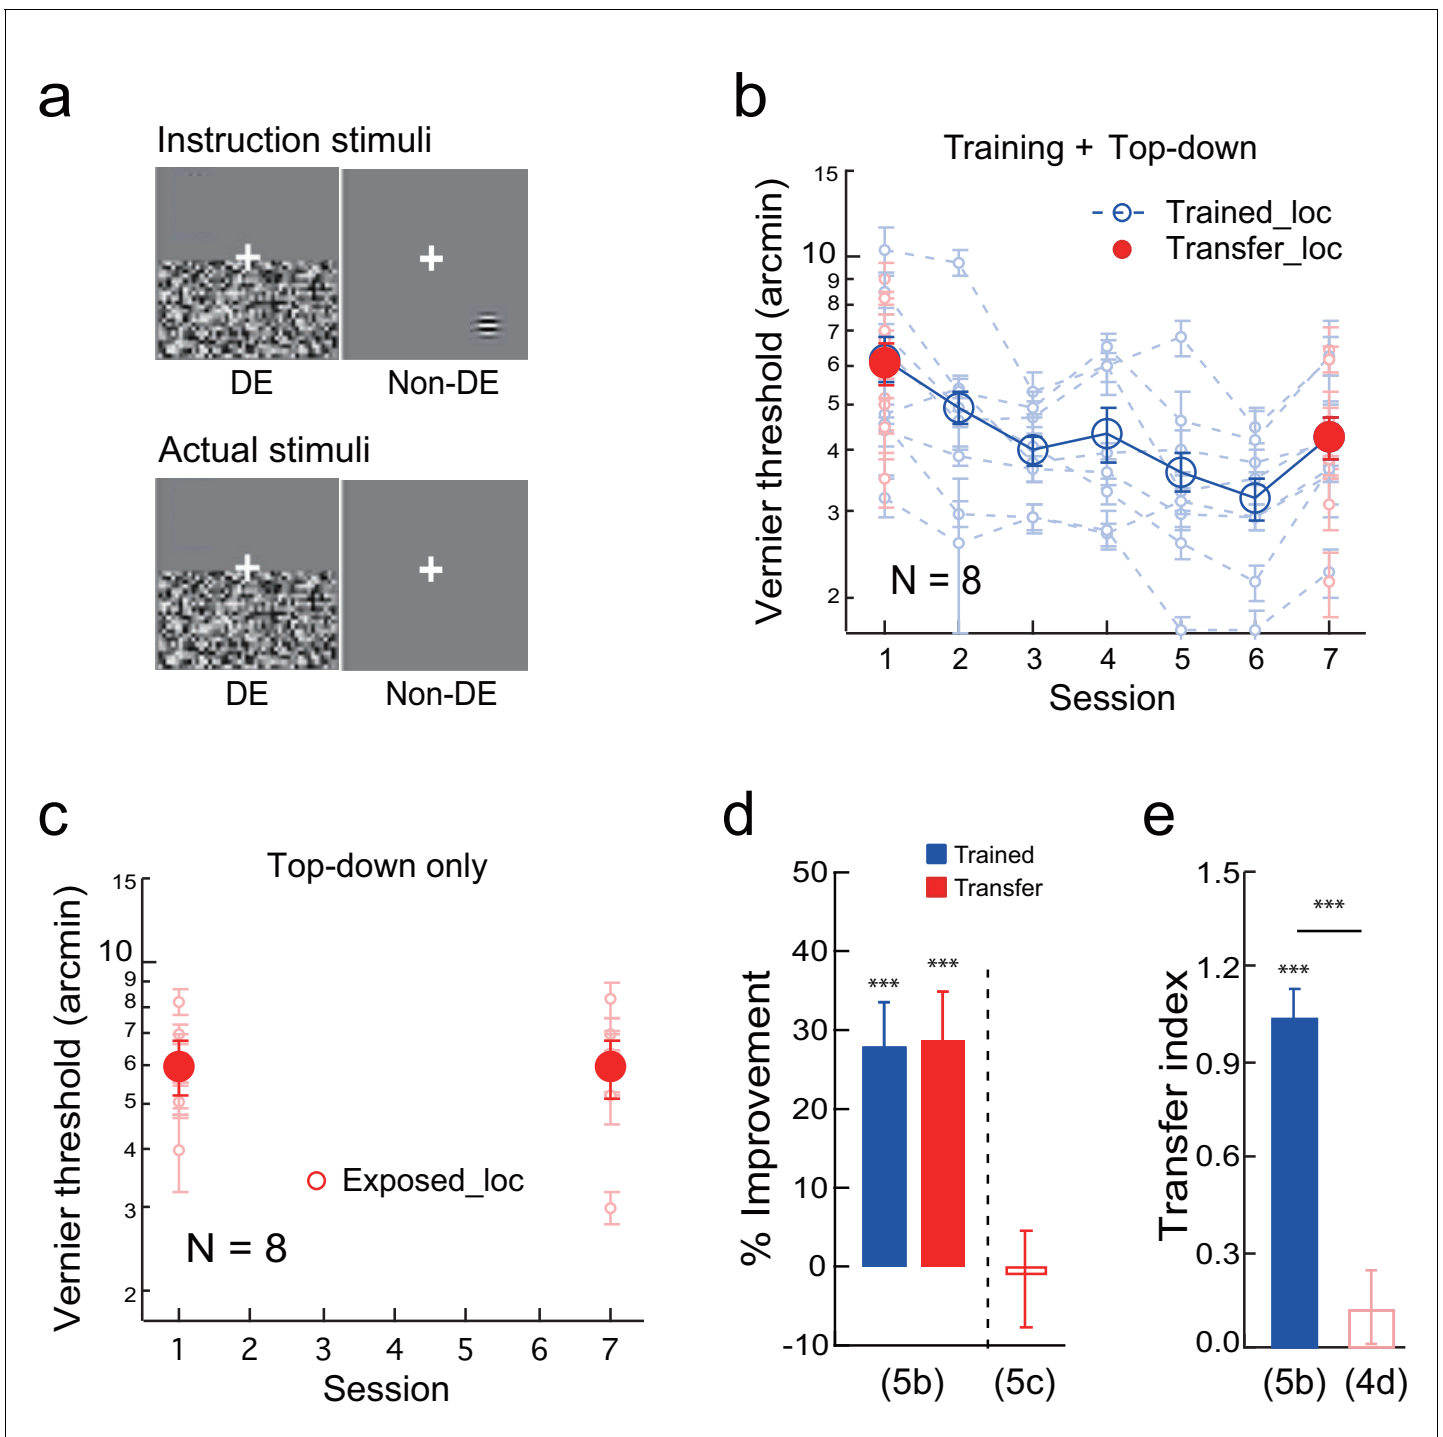 a
Instruction stimuli
DE Non-DE
Actual stimuli
DE Non-DE
b
Training + Top-down
Vernier threshold (arcmin)
15
10
9
8
7
6
5
4
3
2
Trained_loc
Transfer_loc
N = 8
1 2 3 4 5 6 7
Session
c
Top-down only
Vernier threshold (arcmin)
15
10
9
8
7
6
5
4
3
2
Exposed_loc
N = 8
1 2 3 4 5 6 7
Session
d
Trained
Transfer
% Improvement
50
40
30
20
10
0
-10
*** ***
(5b) (5c)
e
Transfer index
1.5
1.2
0.9
0.6
0.3
0.0
***
***
(5b) (4d)